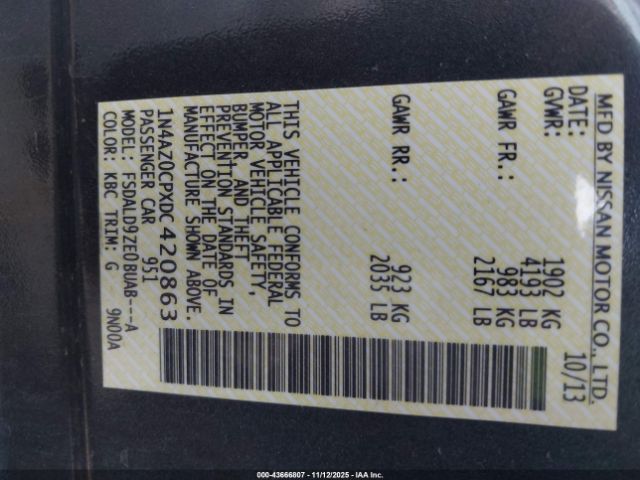 MFD BY NISSAN MOTOR CO., LTD.
DATE: 10/13
GVWR: 1902 KG
4193 LB
GAWR FR.: 983 KG
2167 LB
GAWR RR.: 923 KG
2035 LB
THIS VEHICLE CONFORMS TO
ALL APPLICABLE FEDERAL
MOTOR VEHICLE SAFETY,
BUMPER, AND THEFT
PREVENTION STANDARDS IN
EFFECT ON THE DATE OF
MANUFACTURE SHOWN ABOVE.
1N4AZ0CPXDC420863
PASSENGER CAR 951
MODEL: FSDALD9ZE0BUAB---A
COLOR: KBC TRIM: G 9N00A
000-43666807 - 11/12/2025 - IAA Inc.